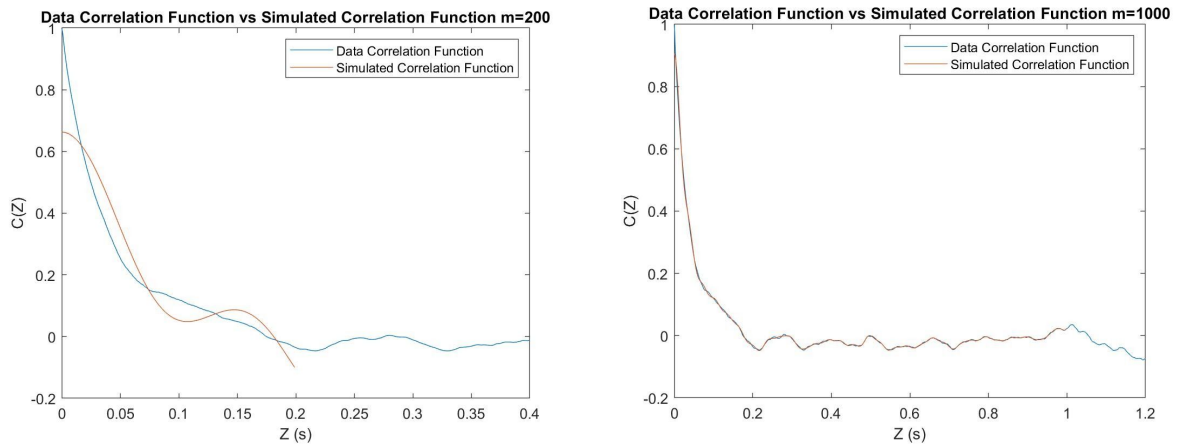 Data Correlation Function vs Simulated Correlation Function m=200
Data Correlation Function
Simulated Correlation Function
C(Z)
1
0.8
0.6
0.4
0.2
0
-0.2
0 0.05 0.1 0.15 0.2 0.25 0.3 0.35 0.4
Z (s)
Data Correlation Function vs Simulated Correlation Function m=1000
Data Correlation Function
Simulated Correlation Function
C(Z)
1
0.8
0.6
0.4
0.2
0
-0.2
0 0.2 0.4 0.6 0.8 1 1.2
Z (s)